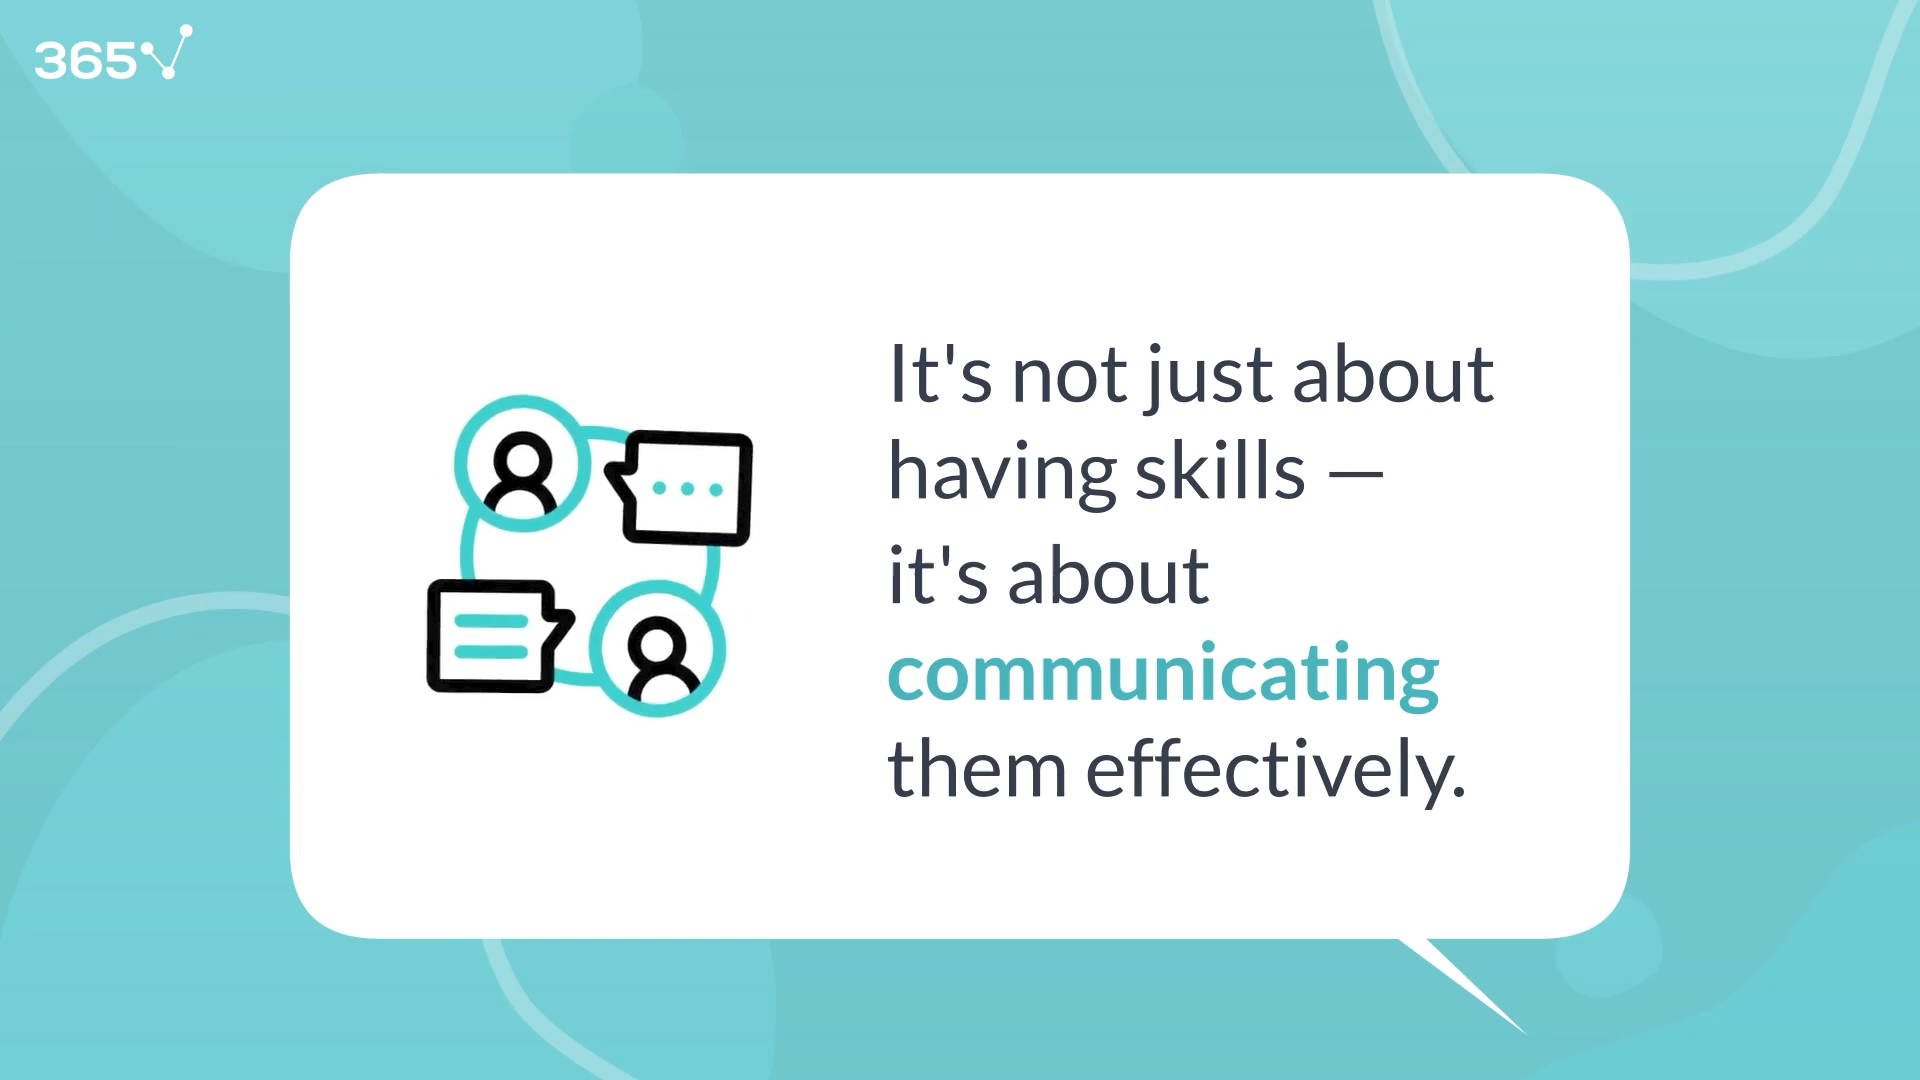 365
It's not just about
having skills —
it's about
communicating
them effectively.